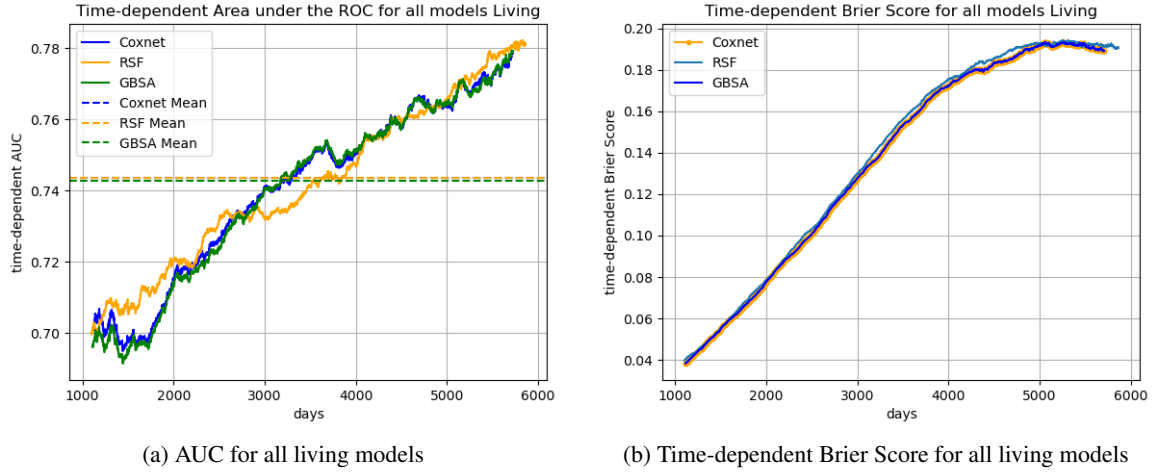 Time-dependent Area under the ROC for all models Living
Coxnet
RSF
GBSA
Coxnet Mean
RSF Mean
GBSA Mean
time-dependent AUC
0.78
0.76
0.74
0.72
0.70
1000 2000 3000 4000 5000 6000
days
(a) AUC for all living models
Time-dependent Brier Score for all models Living
Coxnet
RSF
GBSA
time-dependent Brier Score
0.20
0.18
0.16
0.14
0.12
0.10
0.08
0.06
0.04
1000 2000 3000 4000 5000 6000
days
(b) Time-dependent Brier Score for all living models